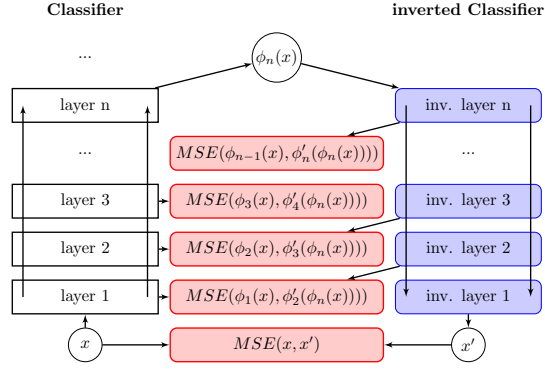 Classifier inverted Classifier
... ϕn(x)
layer n inv. layer n
... MSE(ϕn−1(x), ϕ′n(ϕn(x)))) ...
layer 3 MSE(ϕ3(x), ϕ′4(ϕn(x)))) inv. layer 3
layer 2 MSE(ϕ2(x), ϕ′3(ϕn(x)))) inv. layer 2
layer 1 MSE(ϕ1(x), ϕ′2(ϕn(x)))) inv. layer 1
x MSE(x, x′) x′